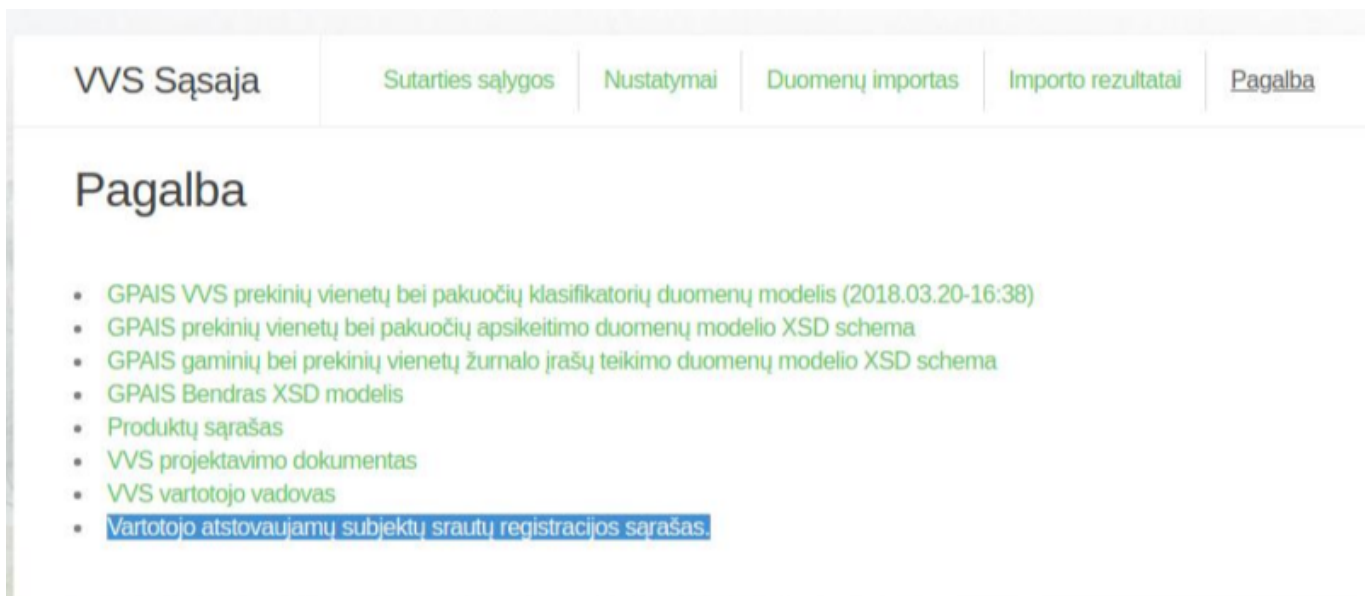 VVS Sąsaja
Sutarties sąlygos
Nustatymai
Duomenų importas
Importo rezultatai
Pagalba
Pagalba
GPAIS VVS prekinių vienetų bei pakuočių klasifikatorių duomenų modelis (2018.03.20-16:38)
GPAIS prekinių vienetų bei pakuočių apsikeitimo duomenų modelio XSD schema
GPAIS gaminių bei prekinių vienetų žurnalo įrašų teikimo duomenų modelio XSD schema
GPAIS Bendras XSD modelis
Produktų sąrašas
VVS projektavimo dokumentas
VVS vartotojo vadovas
Vartotojo atstovaujamų subjektų srautų registracijos sąrašas.